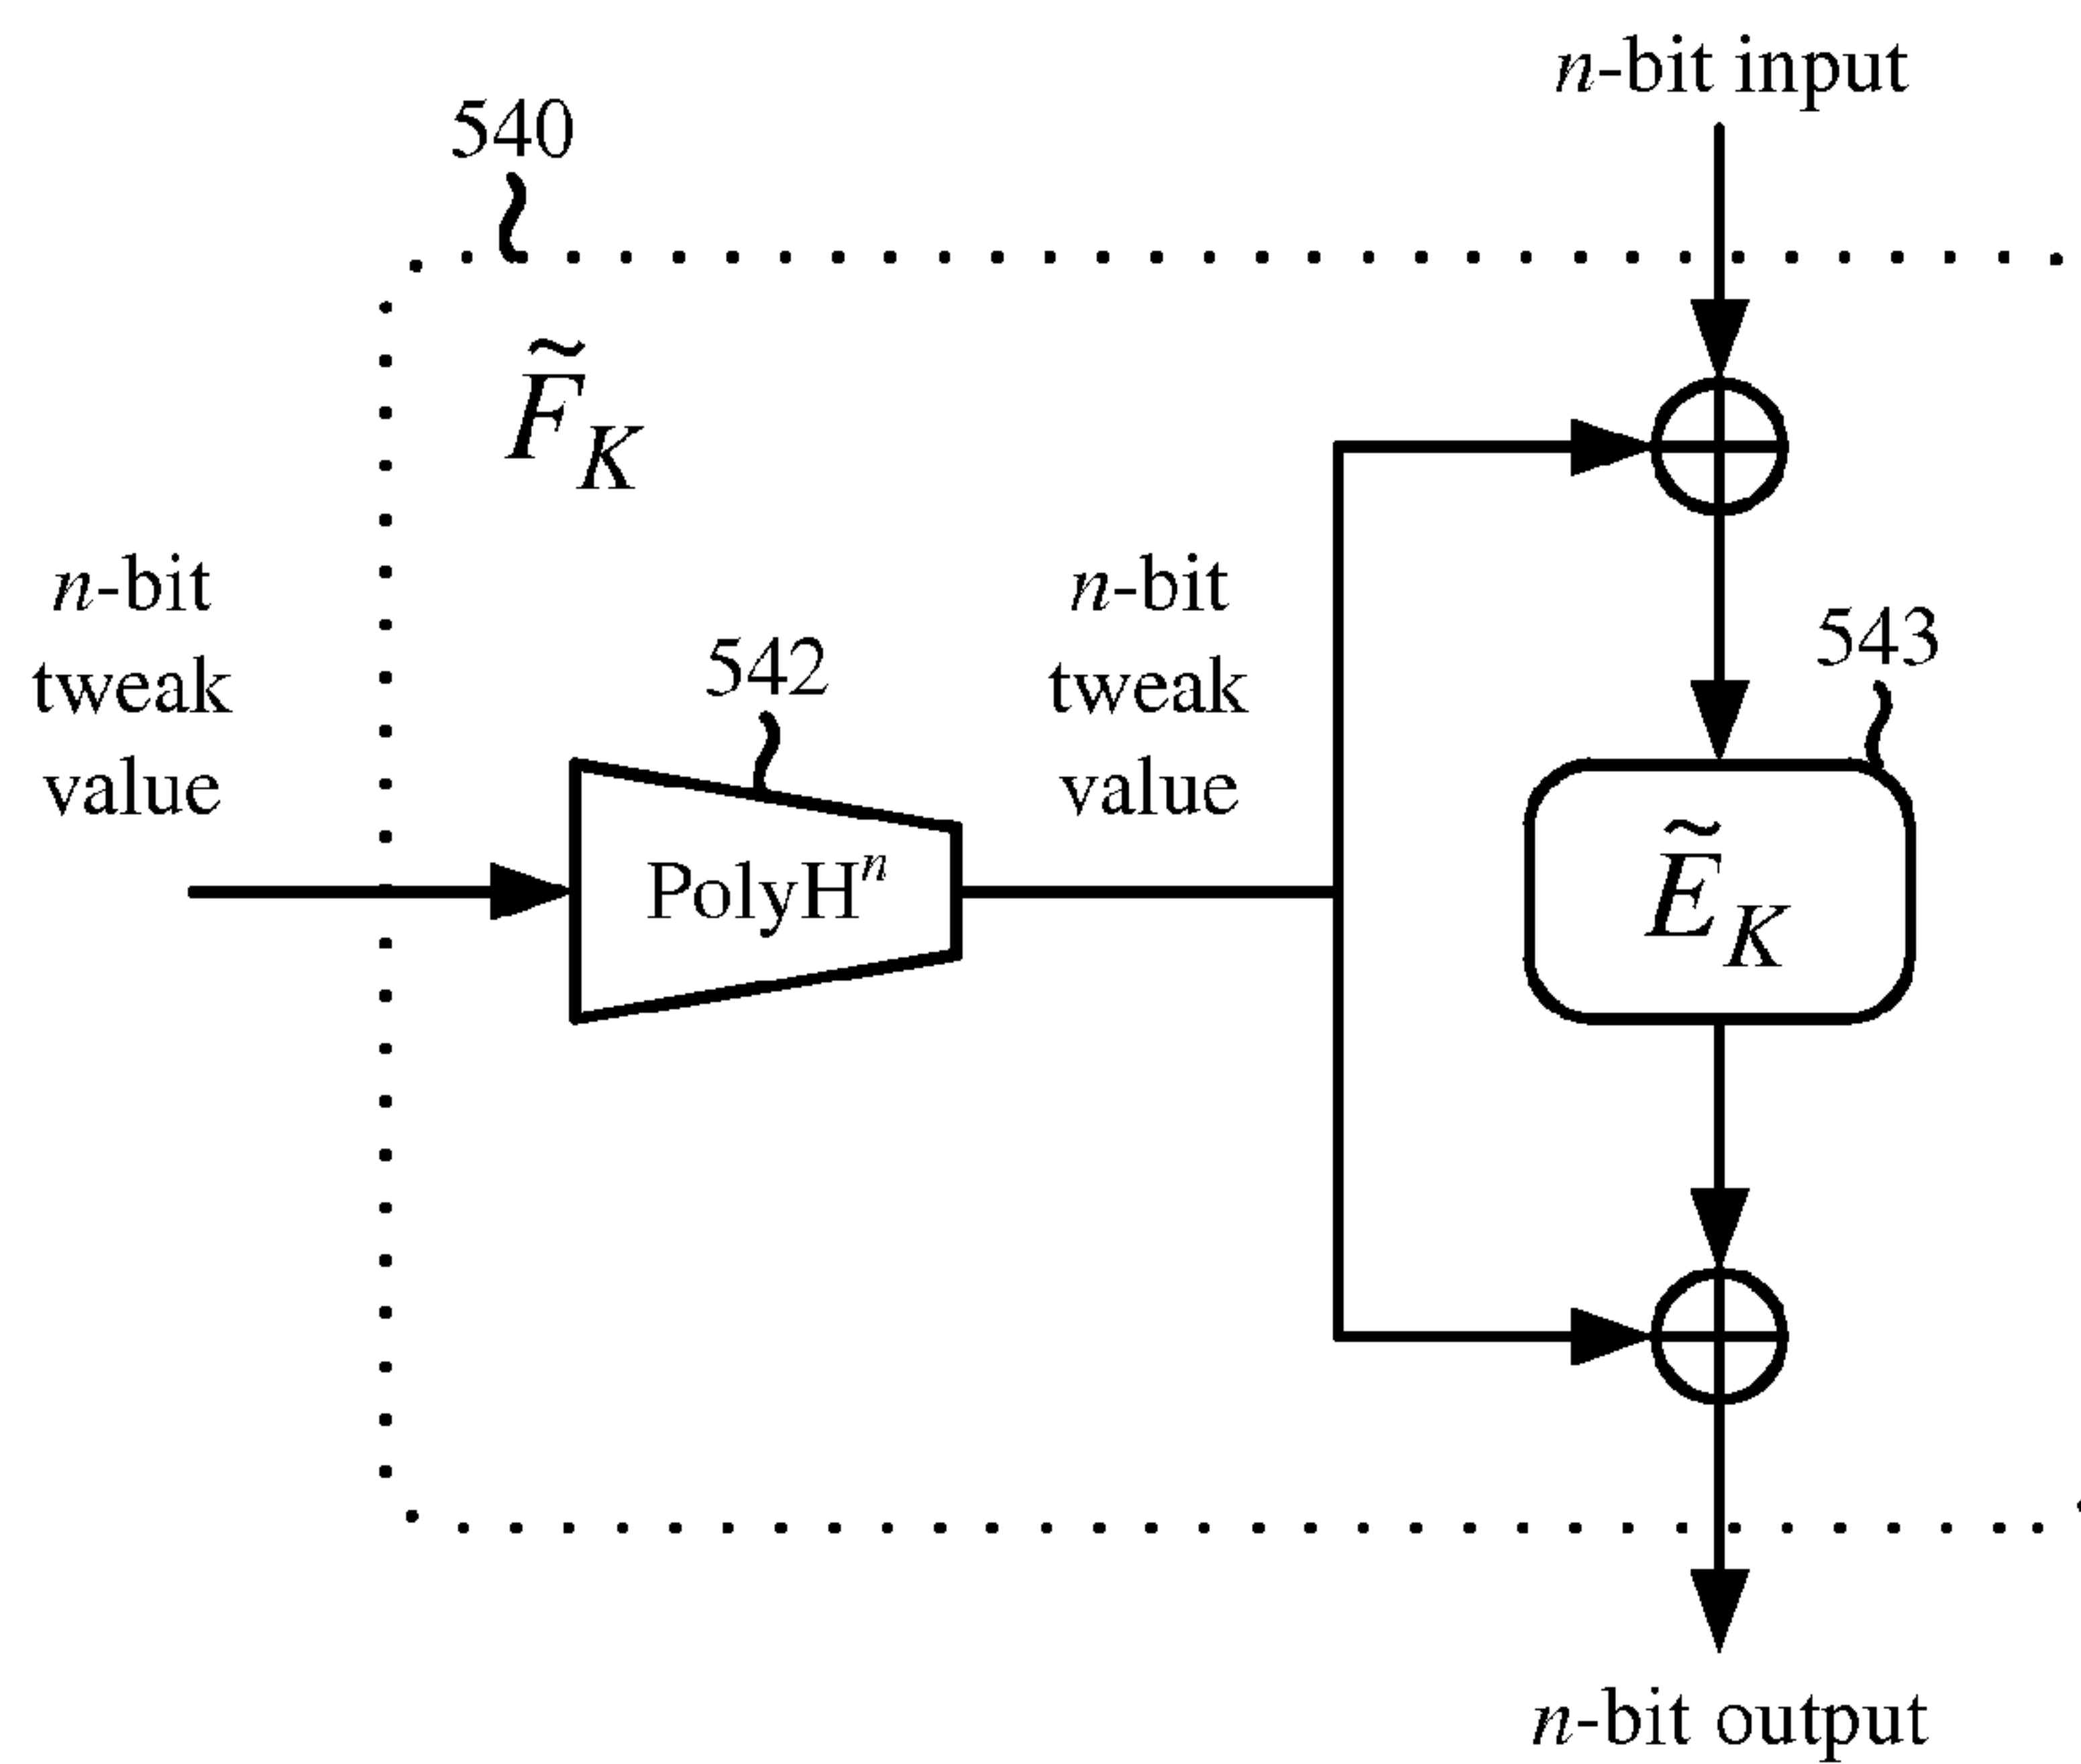 n-bit input
540
F̃K
n-bit
tweak
value
n-bit
tweak
value
542
543
PolyHⁿ
ẼK
n-bit output